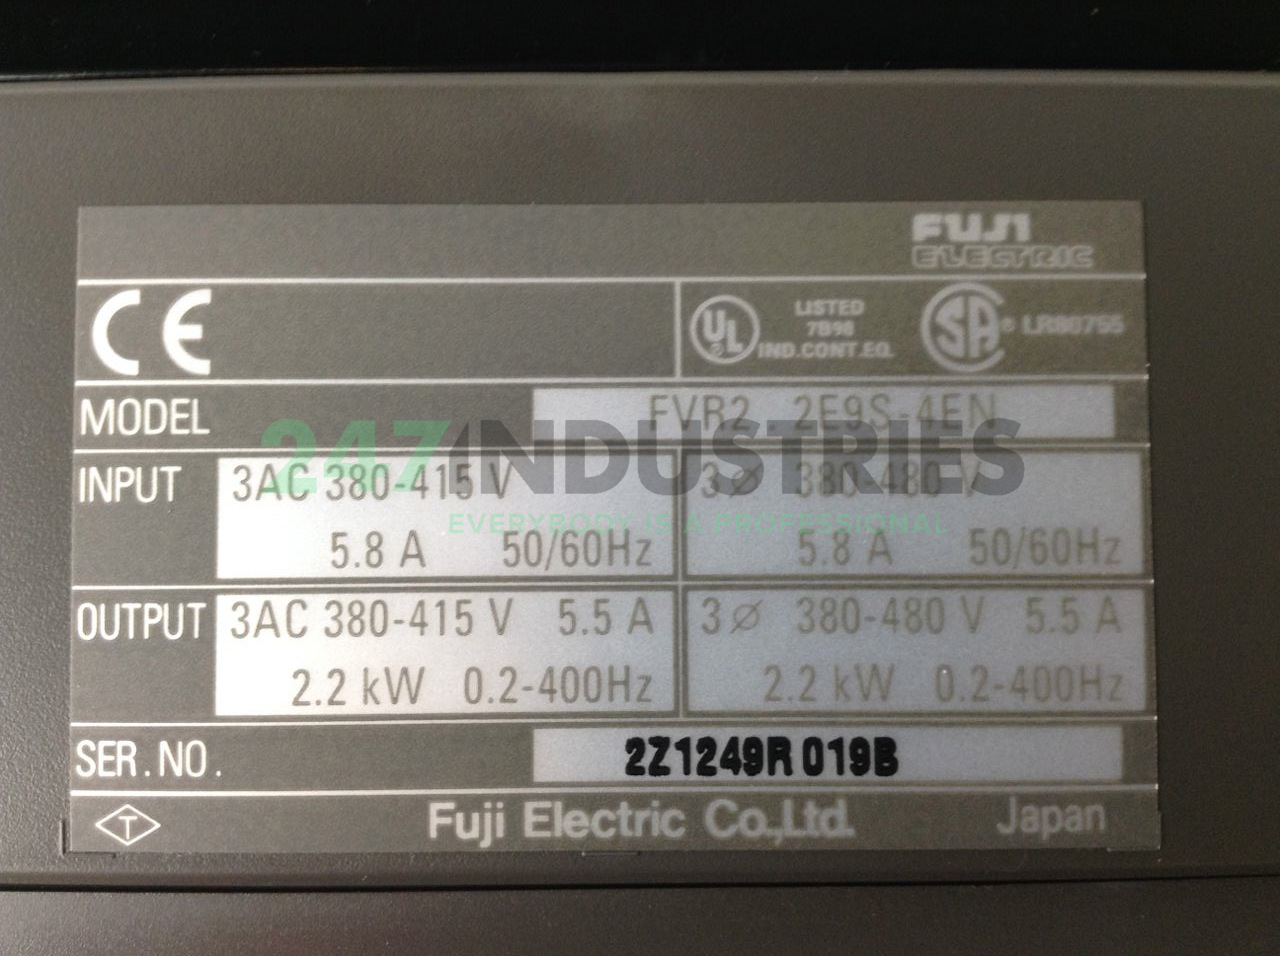 FUJI
ELECTRIC
CE
UL
®
LISTED
7B98
IND.CONT.EQ.
SA ® LR80755
MODEL FVR2.2E9S-4EN
247INDUSTRIES
EVERYBODY IS A PROFESSIONAL
INPUT 3AC 380-415 V 3 ⌀ 380-480 V
5.8 A 50/60Hz 5.8 A 50/60Hz
OUTPUT 3AC 380-415 V 5.5 A 3 ⌀ 380-480 V 5.5 A
2.2 kW 0.2-400Hz 2.2 kW 0.2-400Hz
SER.NO. 2Z1249R019B
T Fuji Electric Co.,Ltd. Japan